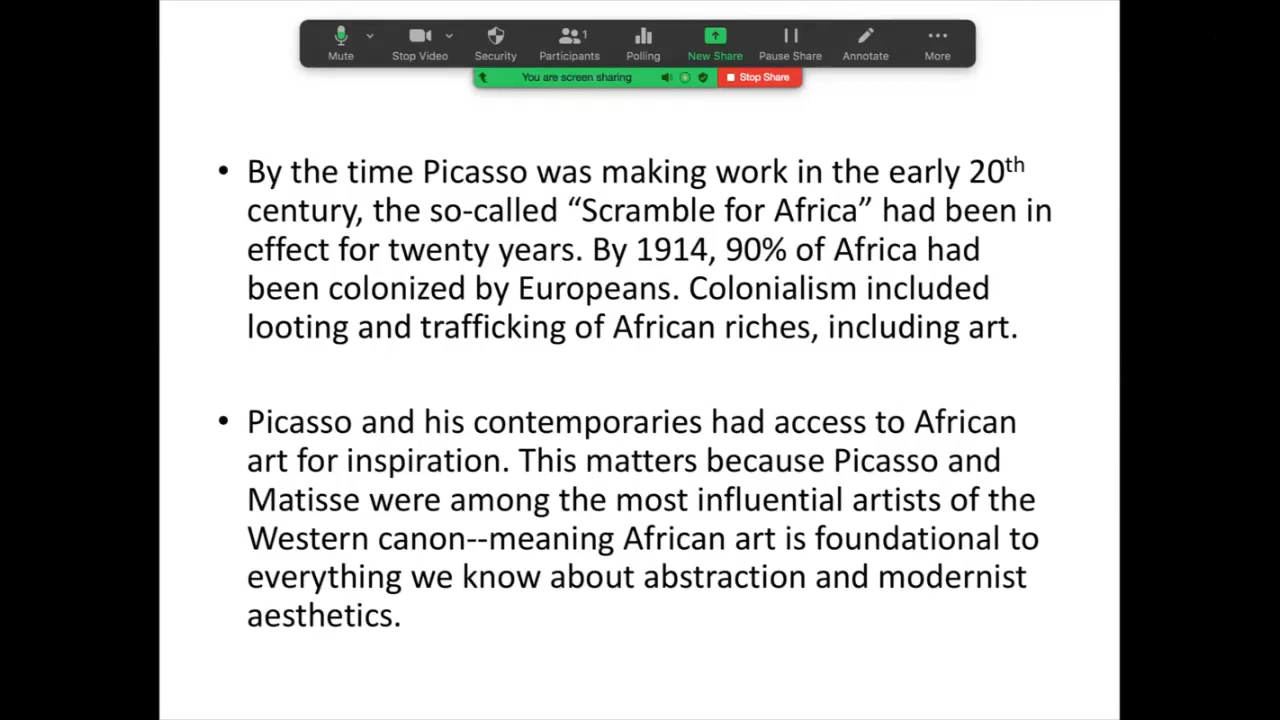 Mute
Stop Video
Security
Participants
1
Polling
New Share
Pause Share
Annotate
More
You are screen sharing
Stop Share
• By the time Picasso was making work in the early 20th
century, the so-called “Scramble for Africa” had been in
effect for twenty years. By 1914, 90% of Africa had
been colonized by Europeans. Colonialism included
looting and trafficking of African riches, including art.
• Picasso and his contemporaries had access to African
art for inspiration. This matters because Picasso and
Matisse were among the most influential artists of the
Western canon--meaning African art is foundational to
everything we know about abstraction and modernist
aesthetics.